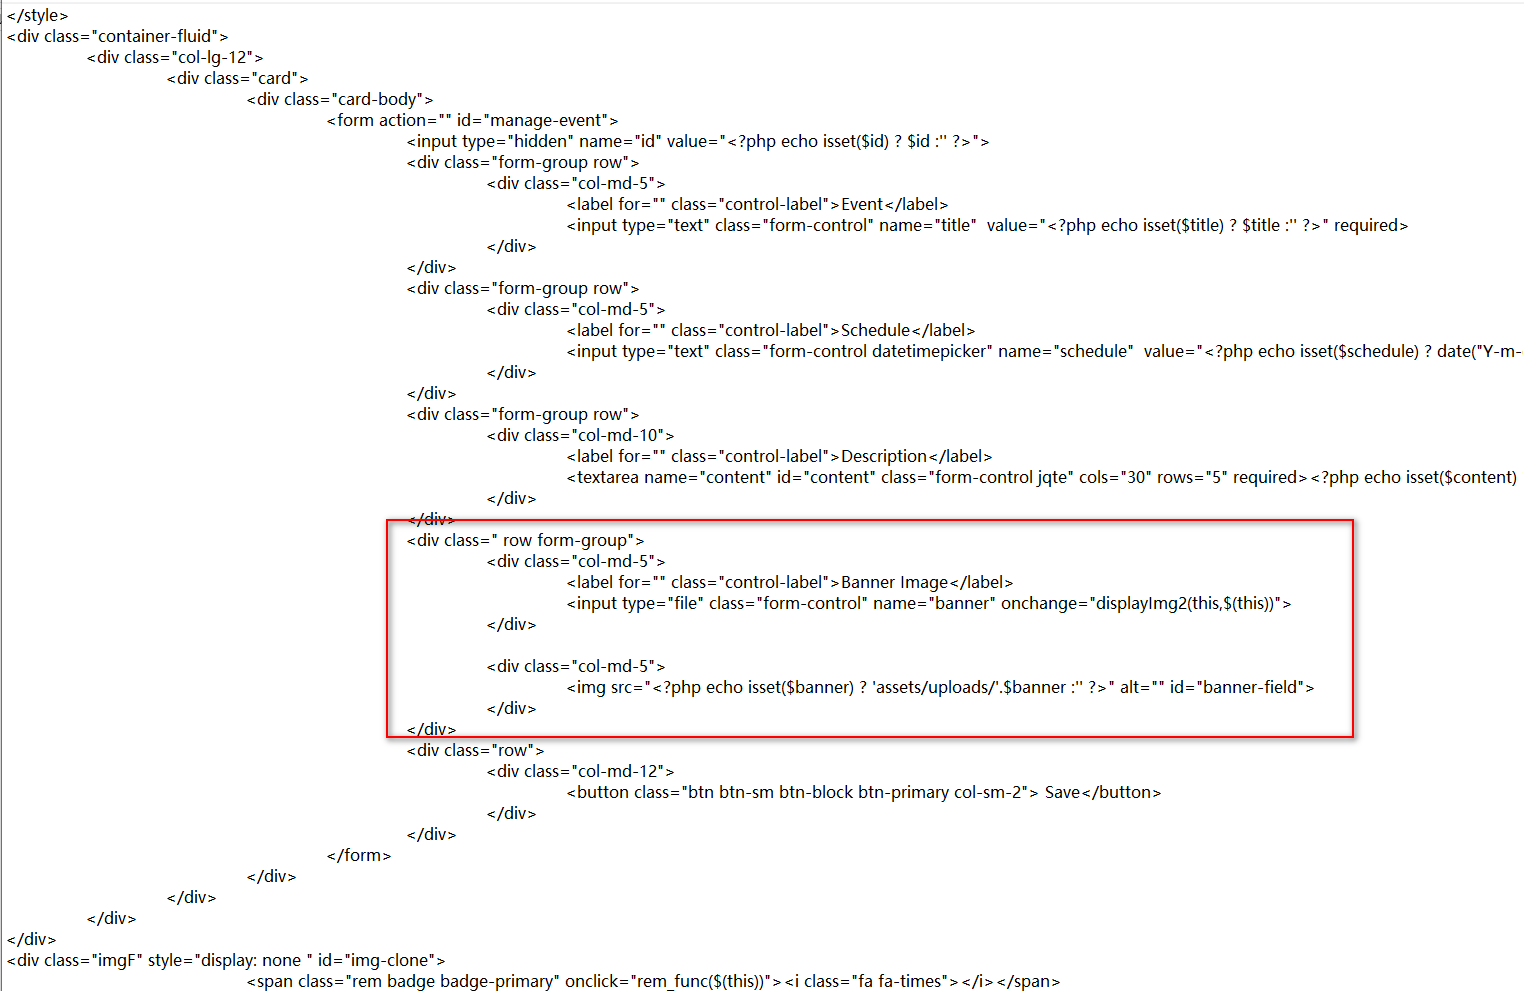 </style>
<div class="container-fluid">
<div class="col-lg-12">
<div class="card">
<div class="card-body">
<form action="" id="manage-event">
<input type="hidden" name="id" value="<?php echo isset($id) ? $id :'' ?>">
<div class="form-group row">
<div class="col-md-5">
<label for="" class="control-label">Event</label>
<input type="text" class="form-control" name="title"  value="<?php echo isset($title) ? $title :'' ?>" required>
</div>
</div>
<div class="form-group row">
<div class="col-md-5">
<label for="" class="control-label">Schedule</label>
<input type="text" class="form-control datetimepicker" name="schedule"  value="<?php echo isset($schedule) ? date("Y-m-
</div>
</div>
<div class="form-group row">
<div class="col-md-10">
<label for="" class="control-label">Description</label>
<textarea name="content" id="content" class="form-control jqte" cols="30" rows="5" required><?php echo isset($content)
</div>
</div>
<div class=" row form-group">
<div class="col-md-5">
<label for="" class="control-label">Banner Image</label>
<input type="file" class="form-control" name="banner" onchange="displayImg2(this,$(this))">
</div>
<div class="col-md-5">
<img src="<?php echo isset($banner) ? 'assets/uploads/'.$banner :'' ?>" alt="" id="banner-field">
</div>
</div>
<div class="row">
<div class="col-md-12">
<button class="btn btn-sm btn-block btn-primary col-sm-2"> Save</button>
</div>
</div>
</form>
</div>
</div>
</div>
</div>
<div class="imgF" style="display: none " id="img-clone">
<span class="rem badge badge-primary" onclick="rem_func($(this))"><i class="fa fa-times"></i></span>